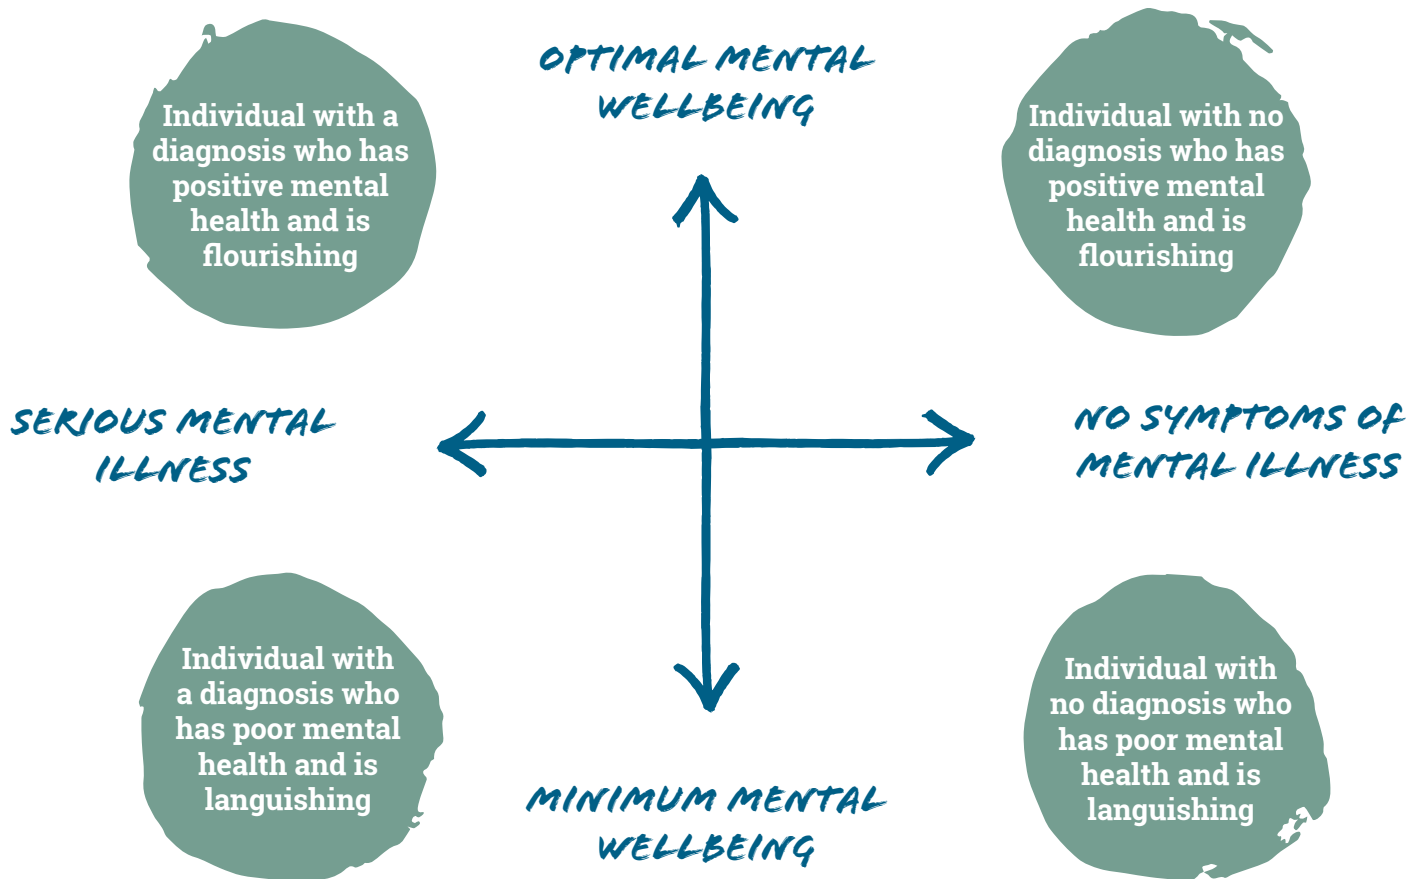 Individual with a
diagnosis who has
positive mental
health and is
flourishing
OPTIMAL MENTAL
WELLBEING
Individual with no
diagnosis who has
positive mental
health and is
flourishing
SERIOUS MENTAL
ILLNESS
NO SYMPTOMS OF
MENTAL ILLNESS
Individual with
a diagnosis who
has poor mental
health and is
languishing
MINIMUM MENTAL
WELLBEING
Individual with
no diagnosis who
has poor mental
health and is
languishing